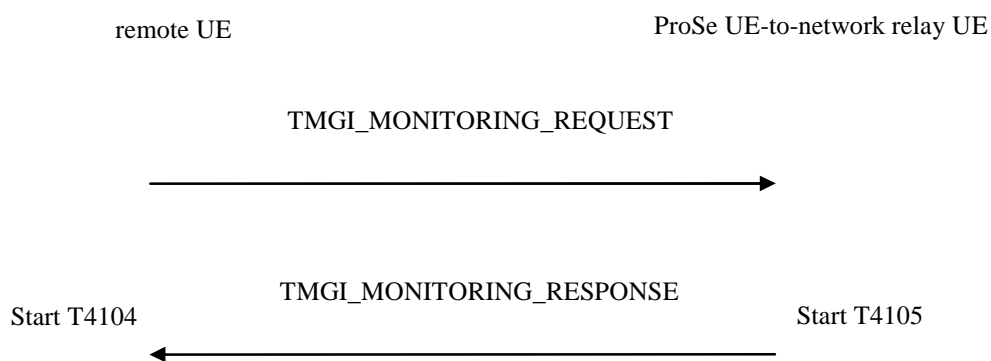 remote UE
ProSe UE-to-network relay UE
TMGI_MONITORING_REQUEST
TMGI_MONITORING_RESPONSE
Start T4104
Start T4105